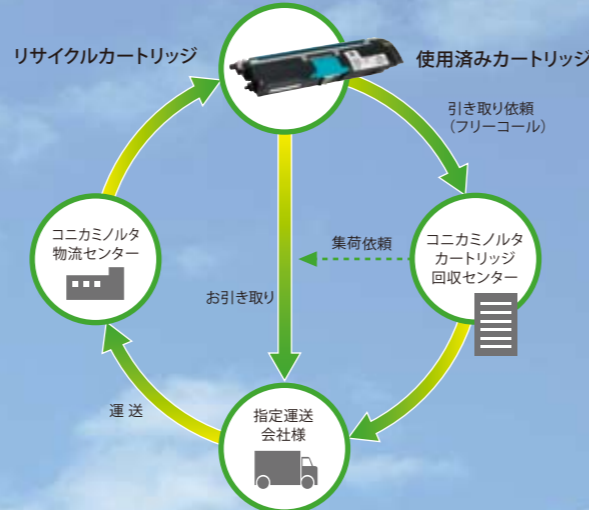 リサイクルカートリッジ
使用済みカートリッジ
引き取り依頼
（フリーコール）
コニカミノルタ
物流センター
集荷依頼
コニカミノルタ
カートリッジ
回収センター
お引き取り
運 送
指定運送
会社様